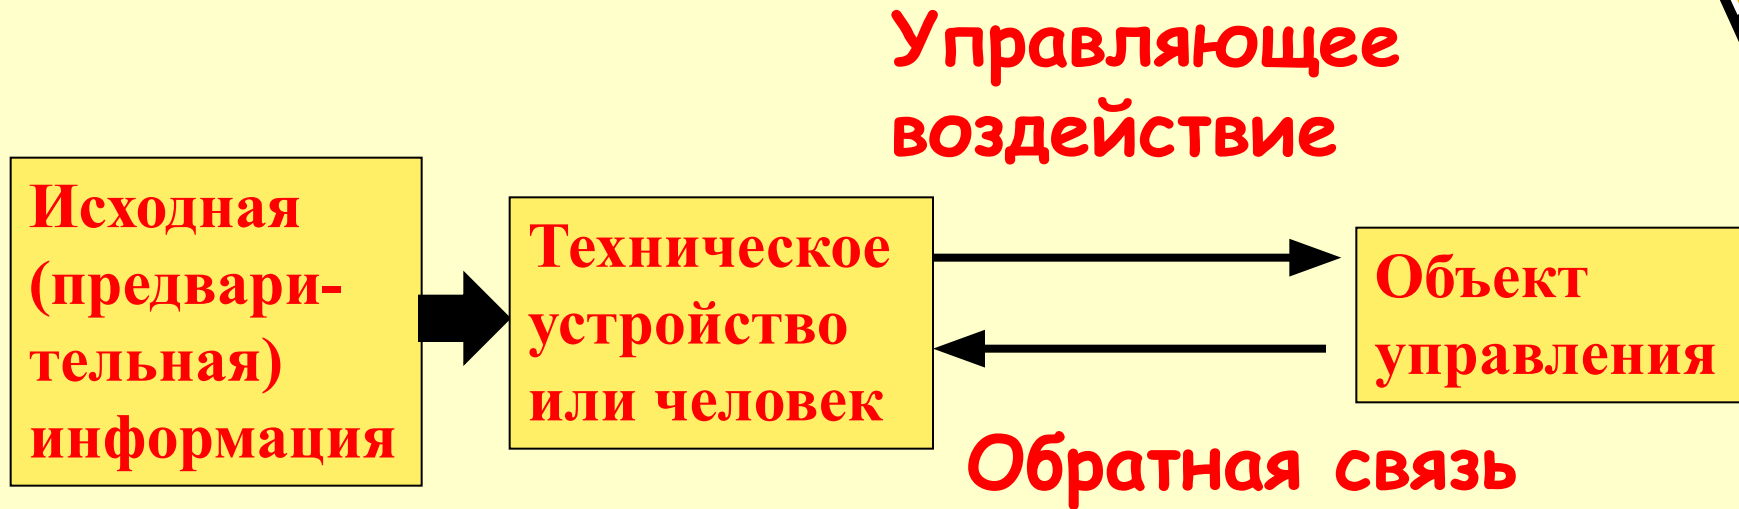 Управляющее
воздействие
Исходная
(предвари-
тельная)
информация
Техническое
устройство
или человек
Объект
управления
Обратная связь